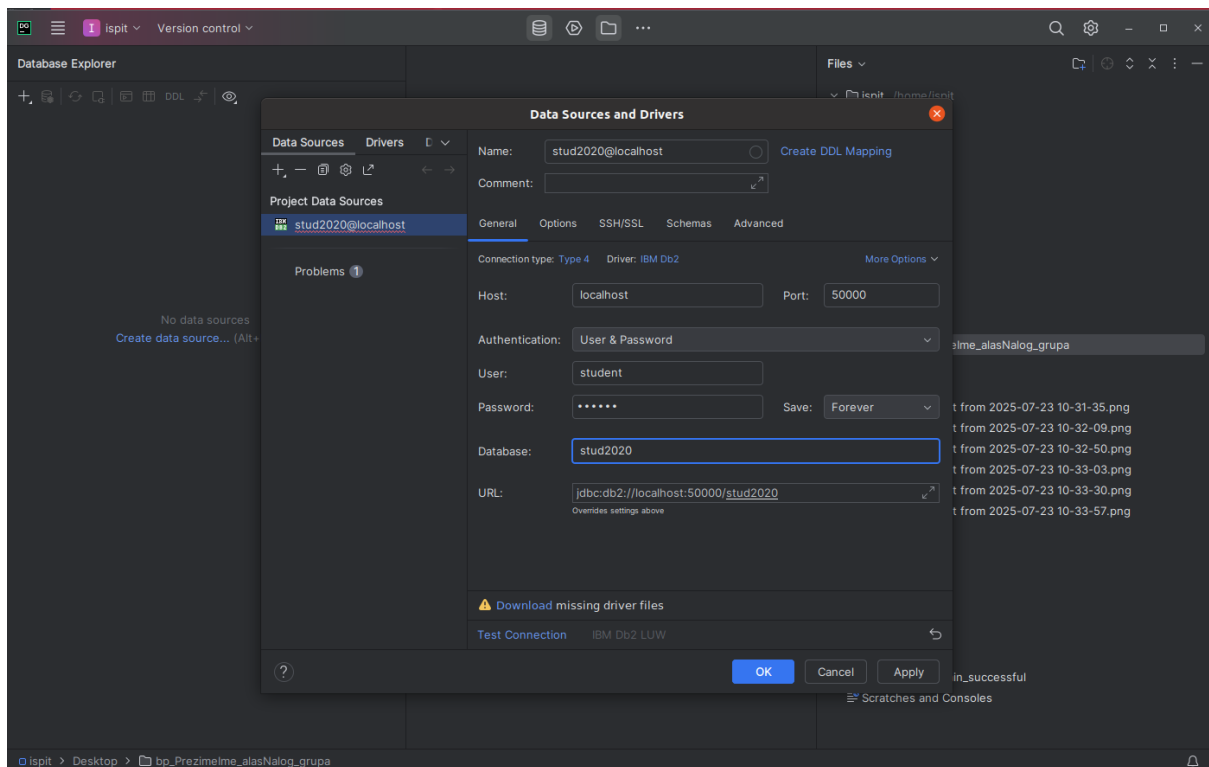 DG
I ispit Version control
Database Explorer
Files
DDL
ispit /home/ispit
Data Sources and Drivers
Data Sources Drivers D
Name: stud2020@localhost Create DDL Mapping
Comment:
Project Data Sources
General Options SSH/SSL Schemas Advanced
IBM DB2 stud2020@localhost
Connection type: Type 4 Driver: IBM Db2 More Options
Problems 1
Host: localhost Port: 50000
No data sources
Create data source... (Alt+
Authentication: User & Password
eIme_alasNalog_grupa
User: student
Password: •••••• Save: Forever
t from 2025-07-23 10-31-35.png
t from 2025-07-23 10-32-09.png
Database: stud2020
t from 2025-07-23 10-32-50.png
t from 2025-07-23 10-33-03.png
URL: jdbc:db2://localhost:50000/stud2020
t from 2025-07-23 10-33-30.png
Overrides settings above
t from 2025-07-23 10-33-57.png
Download missing driver files
Test Connection IBM Db2 LUW
? OK Cancel Apply
in_successful
Scratches and Consoles
ispit > Desktop > bp_PrezimeIme_alasNalog_grupa